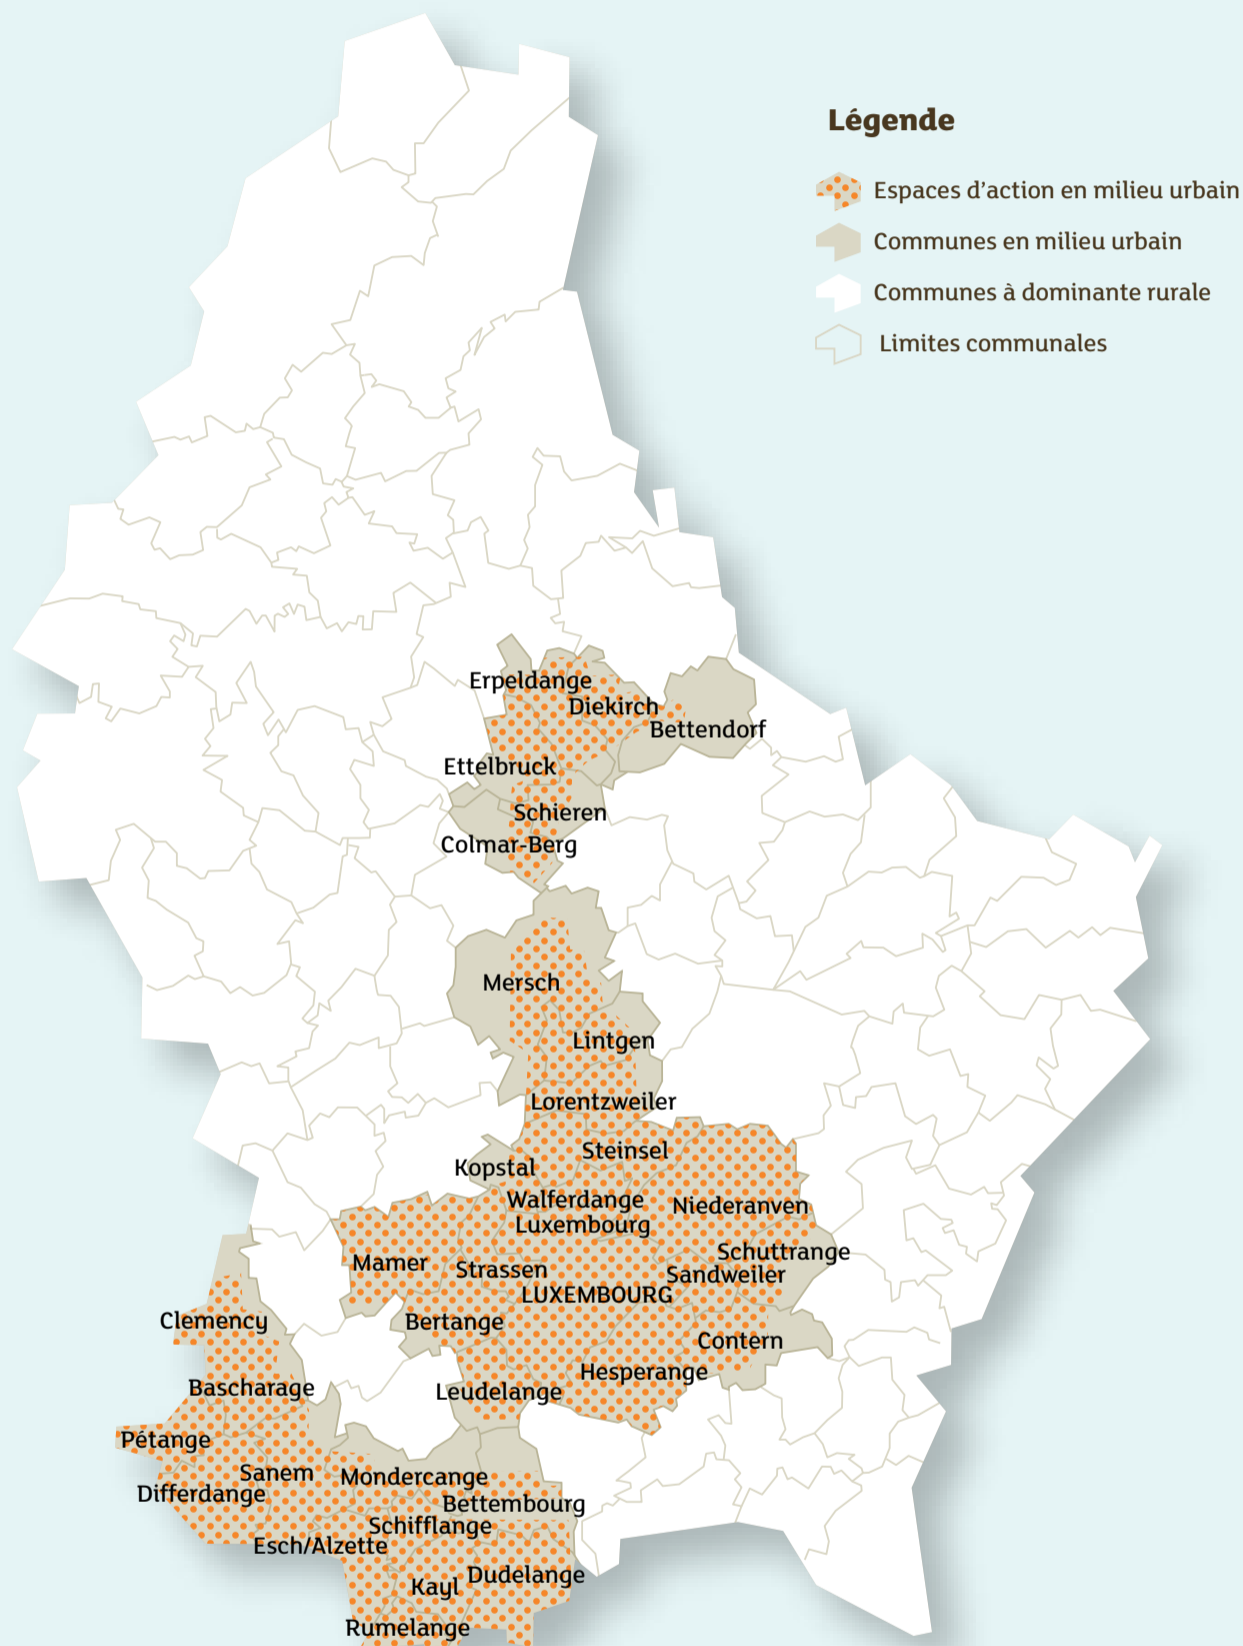 Légende
Espaces d'action en milieu urbain
Communes en milieu urbain
Communes à dominante rurale
Limites communales
Erpeldange
Diekirch
Bettendorf
Ettelbruck
Schieren
Colmar-Berg
Mersch
Lintgen
Lorentzweiler
Steinsel
Kopstal
Walferdange
Niederanven
Luxembourg
Schuttrange
Mamer
Strassen
Sandweiler
LUXEMBOURG
Clemency
Bertange
Contern
Hesperange
Bascharage
Leudelange
Pétange
Sanem
Mondercange
Differdange
Bettembourg
Schifflange
Esch/Alzette
Dudelange
Kayl
Rumelange